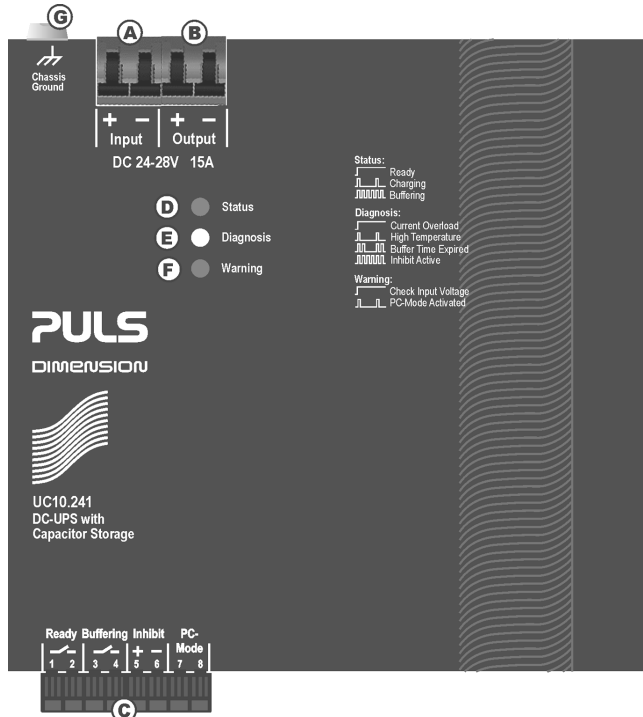 G
A B
Chassis
Ground
+ − + −
Input Output
DC 24-28V 15A
D Status
E Diagnosis
F Warning
Status:
Ready
Charging
Buffering
Diagnosis:
Current Overload
High Temperature
Buffer Time Expired
Inhibit Active
Warning:
Check Input Voltage
PC-Mode Activated
PULS
DIMENSION
UC10.241
DC-UPS with
Capacitor Storage
Ready Buffering Inhibit PC-
Mode
+ −
1 2 3 4 5 6 7 8
C